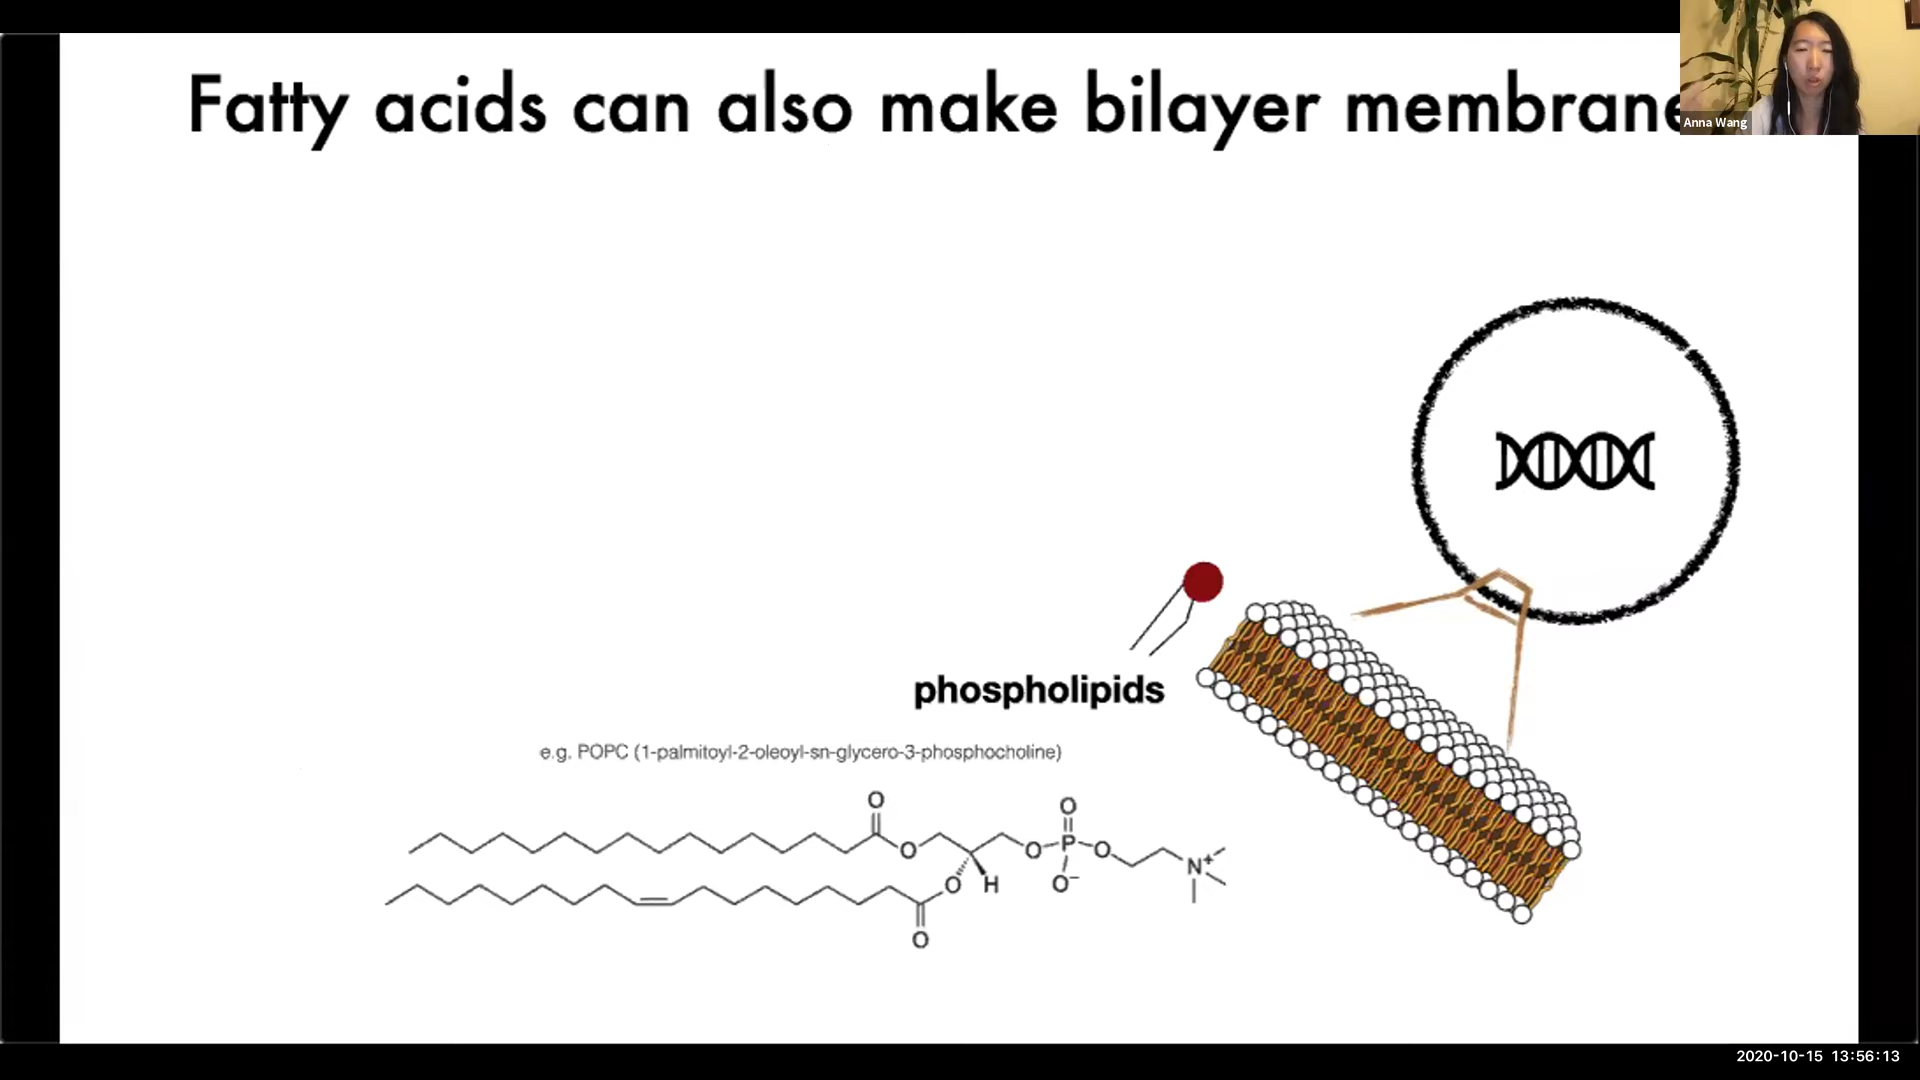 Fatty acids can also make bilayer membrane
Anna Wang
phospholipids
e.g. POPC (1-palmitoyl-2-oleoyl-sn-glycero-3-phosphocholine)
O
O
O
O
P
O
N+
O
H
O-
O
2020-10-15 13:56:13